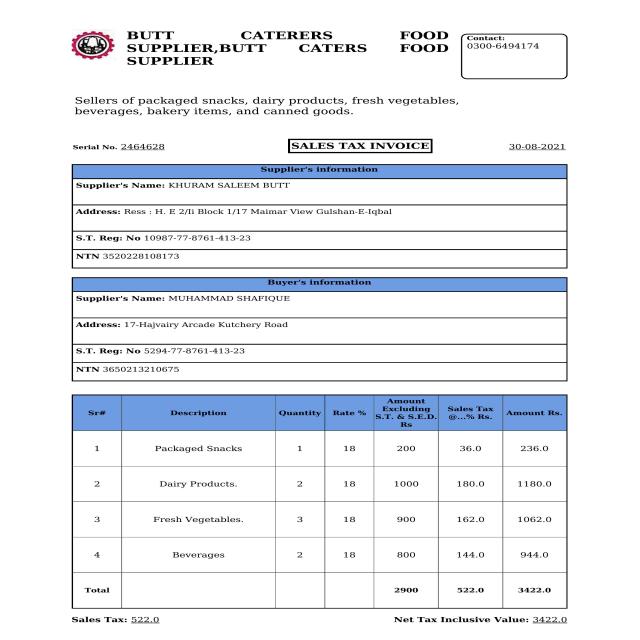 BUTT CATERERS FOOD
SUPPLIER,BUTT CATERS FOOD
SUPPLIER
Contact:
0300-6494174
Sellers of packaged snacks, dairy products, fresh vegetables,
beverages, bakery items, and canned goods.
Serial No. 2464628 SALES TAX INVOICE 30-08-2021
Supplier's information
Supplier's Name: KHURAM SALEEM BUTT
Address: Ress : H. E 2/Ii Block 1/17 Maimar View Gulshan-E-Iqbal
S.T. Reg: No 10987-77-8761-413-23
NTN 3520228108173
Buyer's information
Supplier's Name: MUHAMMAD SHAFIQUE
Address: 17-Hajvairy Arcade Kutchery Road
S.T. Reg: No 5294-77-8761-413-23
NTN 3650213210675
Sr# Description Quantity Rate % Amount Excluding S.T. & S.E.D. Rs Sales Tax @...% Rs. Amount Rs.
1 Packaged Snacks 1 18 200 36.0 236.0
2 Dairy Products. 2 18 1000 180.0 1180.0
3 Fresh Vegetables. 3 18 900 162.0 1062.0
4 Beverages 2 18 800 144.0 944.0
Total 2900 522.0 3422.0
Sales Tax: 522.0 Net Tax Inclusive Value: 3422.0